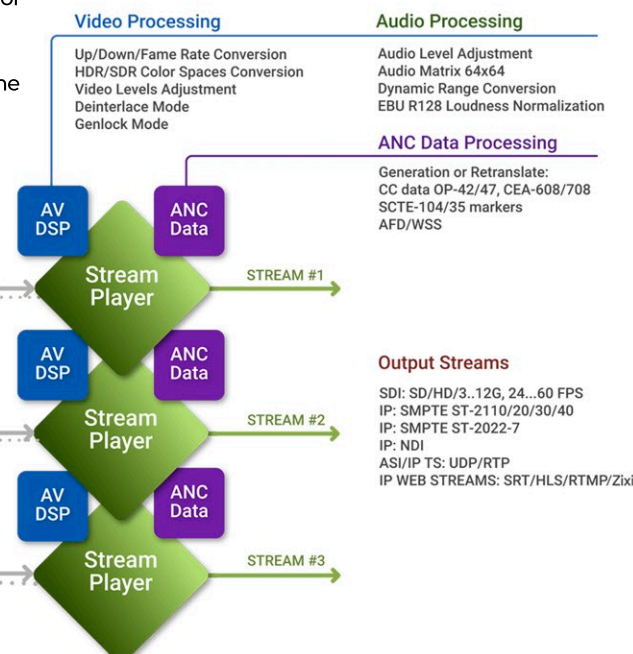 or
ne
Video Processing
Up/Down/Fame Rate Conversion
HDR/SDR Color Spaces Conversion
Video Levels Adjustment
Deinterlace Mode
Genlock Mode
Audio Processing
Audio Level Adjustment
Audio Matrix 64x64
Dynamic Range Conversion
EBU R128 Loudness Normalization
ANC Data Processing
Generation or Retranslate:
CC data OP-42/47, CEA-608/708
SCTE-104/35 markers
AFD/WSS
AV
DSP
ANC
Data
Stream
Player
STREAM #1
AV
DSP
ANC
Data
Stream
Player
STREAM #2
AV
DSP
ANC
Data
Stream
Player
STREAM #3
Output Streams
SDI: SD/HD/3..12G, 24...60 FPS
IP: SMPTE ST-2110/20/30/40
IP: SMPTE ST-2022-7
IP: NDI
ASI/IP TS: UDP/RTP
IP WEB STREAMS: SRT/HLS/RTMP/Zixi